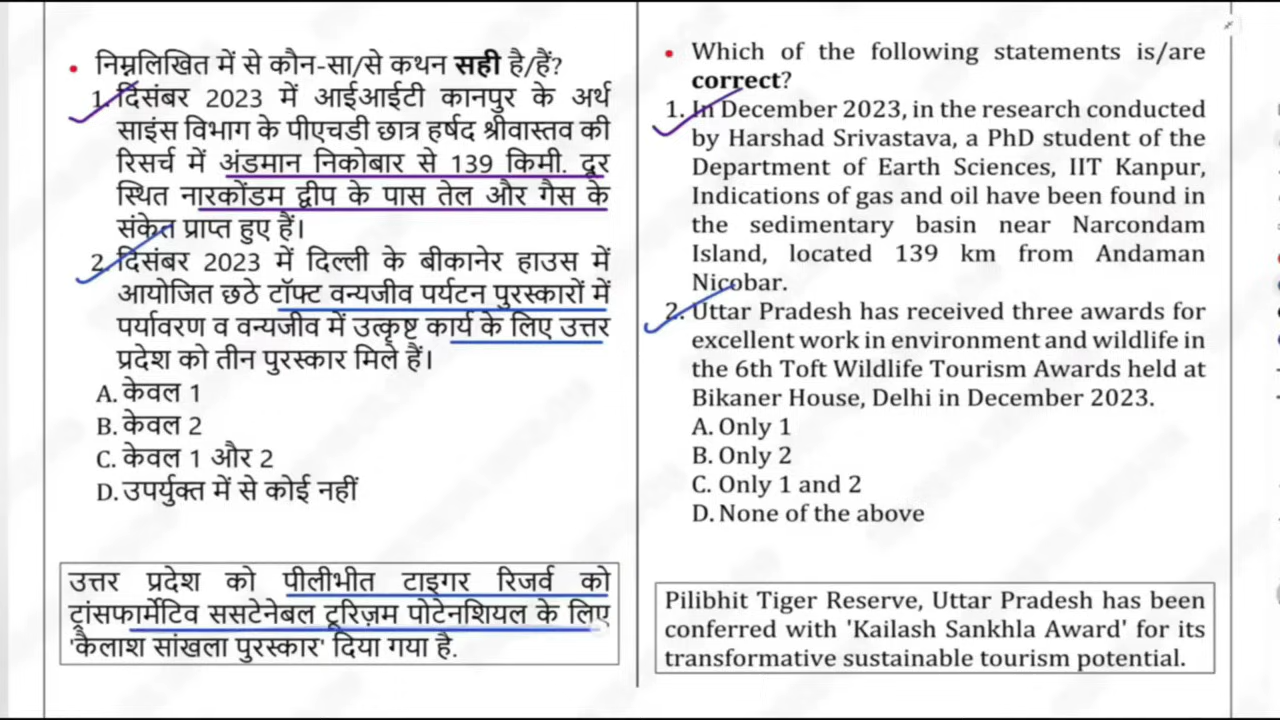 • निम्नलिखित में से कौन-सा/से कथन सही है/हैं?
1. दिसंबर 2023 में आईआईटी कानपुर के अर्थ
साइंस विभाग के पीएचडी छात्र हर्षद श्रीवास्तव की
रिसर्च में अंडमान निकोबार से 139 किमी. दूर
स्थित नारकोंडम द्वीप के पास तेल और गैस के
संकेत प्राप्त हुए हैं।
2. दिसंबर 2023 में दिल्ली के बीकानेर हाउस में
आयोजित छठे टॉफ्ट वन्यजीव पर्यटन पुरस्कारों में
पर्यावरण व वन्यजीव में उत्कृष्ट कार्य के लिए उत्तर
प्रदेश को तीन पुरस्कार मिले हैं।
A. केवल 1
B. केवल 2
C. केवल 1 और 2
D. उपर्युक्त में से कोई नहीं
उत्तर प्रदेश को पीलीभीत टाइगर रिजर्व को
ट्रांसफार्मेटिव ससटेनेबल टूरिज़म पोटेनशियल के लिए
'कैलाश सांखला पुरस्कार' दिया गया है.
• Which of the following statements is/are
correct?
1. In December 2023, in the research conducted
by Harshad Srivastava, a PhD student of the
Department of Earth Sciences, IIT Kanpur,
Indications of gas and oil have been found in
the sedimentary basin near Narcondam
Island, located 139 km from Andaman
Nicobar.
2. Uttar Pradesh has received three awards for
excellent work in environment and wildlife in
the 6th Toft Wildlife Tourism Awards held at
Bikaner House, Delhi in December 2023.
A. Only 1
B. Only 2
C. Only 1 and 2
D. None of the above
Pilibhit Tiger Reserve, Uttar Pradesh has been
conferred with 'Kailash Sankhla Award' for its
transformative sustainable tourism potential.